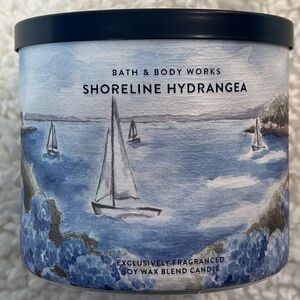 BATH & BODY WORKS
SHORELINE HYDRANGEA
EXCLUSIVELY FRAGRANCED
SOY WAX BLEND CANDLE